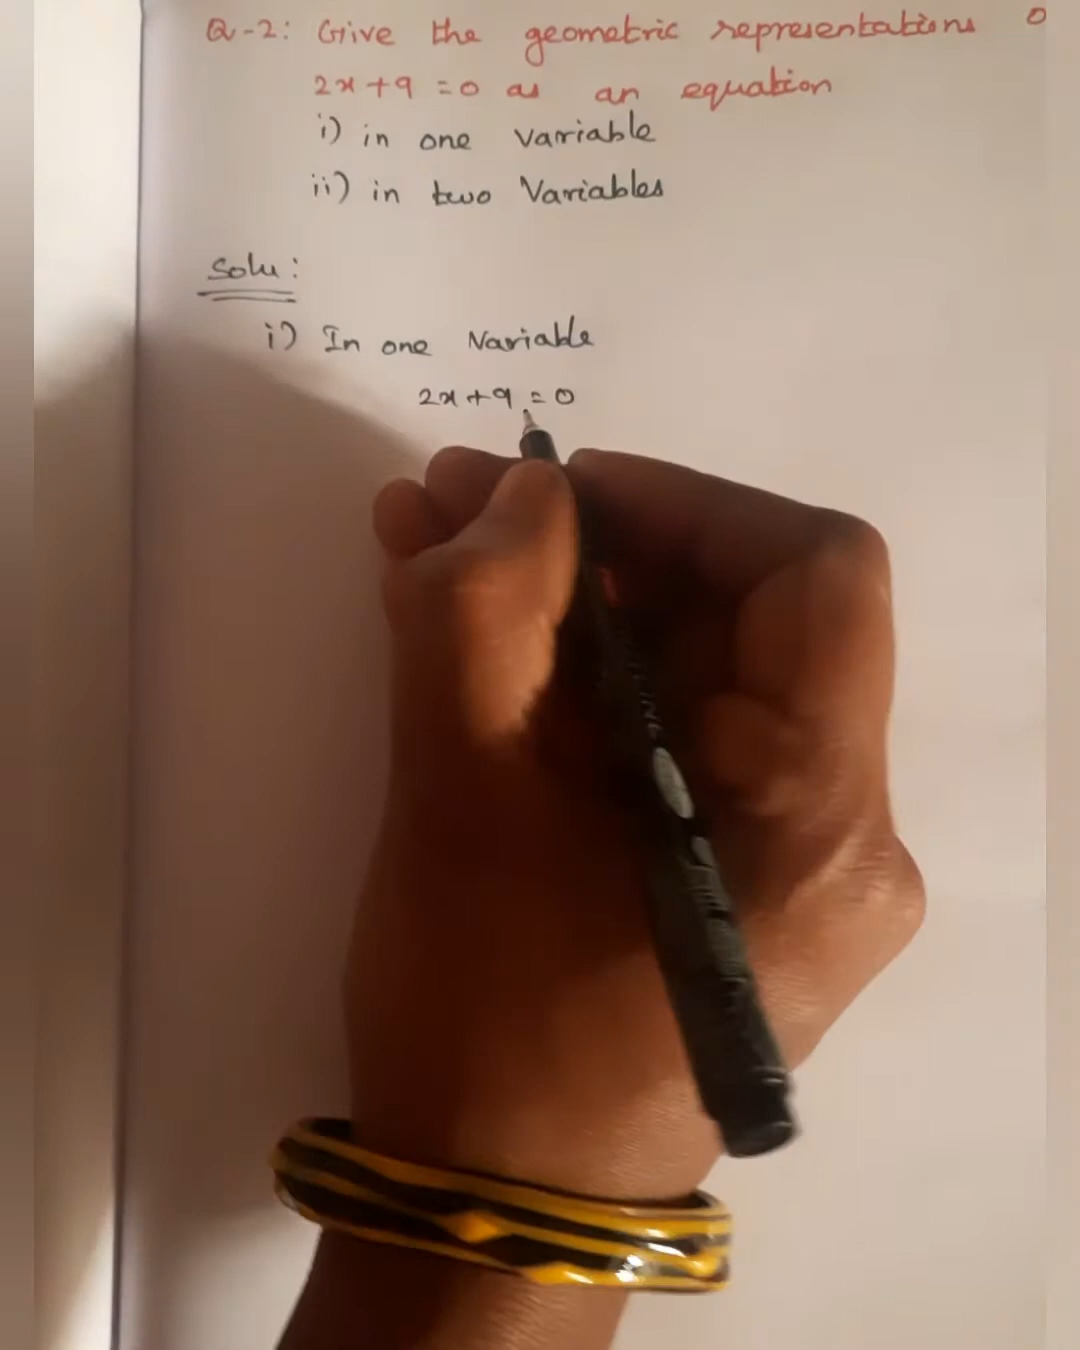 Q-2: Give the geometric representations o
2x+9 =0 as an equation
i) in one variable
ii) in two Variables
Solu:
i) In one Variable
2x+9 = 0